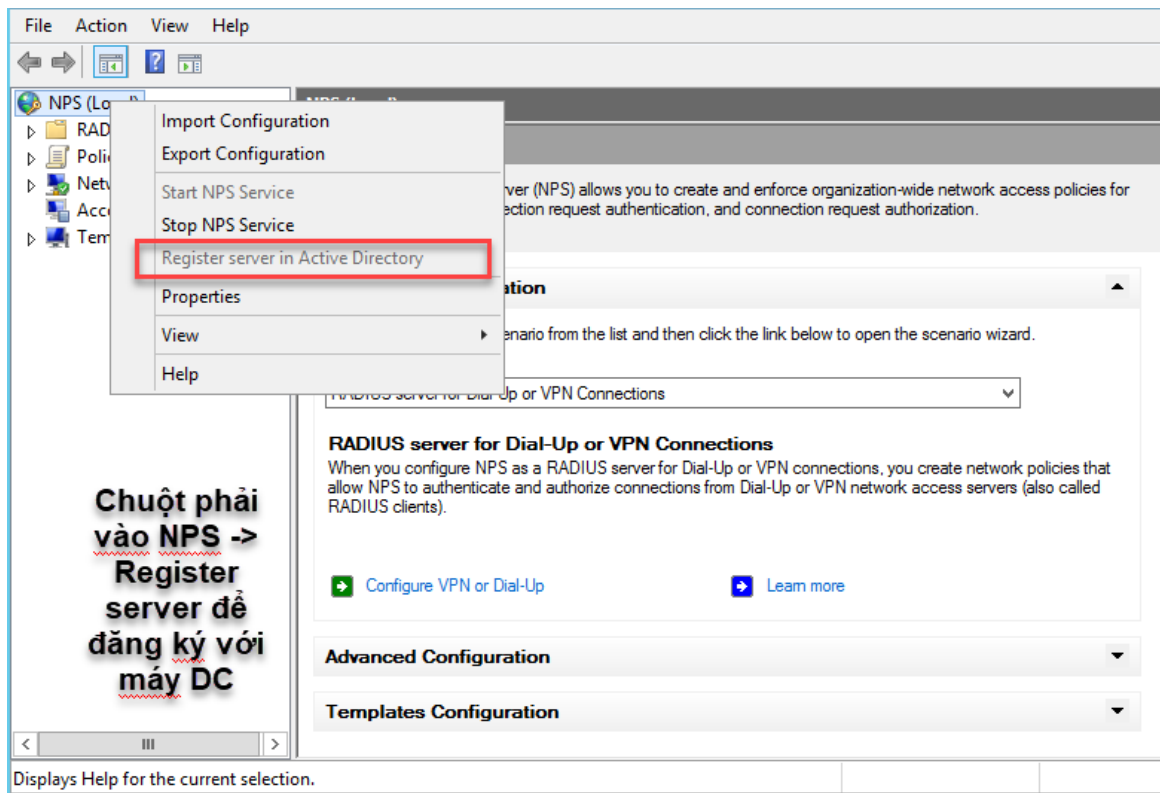 File Action View Help
NPS (Local)
RAD
Poli
Netw
Acco
Tem
Import Configuration
Export Configuration
Start NPS Service
Stop NPS Service
Register server in Active Directory
Properties
View
Help
ver (NPS) allows you to create and enforce organization-wide network access policies for
ection request authentication, and connection request authorization.
ation
enario from the list and then click the link below to open the scenario wizard.
RADIUS server for Dial-Up or VPN Connections
RADIUS server for Dial-Up or VPN Connections
When you configure NPS as a RADIUS server for Dial-Up or VPN connections, you create network policies that
allow NPS to authenticate and authorize connections from Dial-Up or VPN network access servers (also called
RADIUS clients).
Configure VPN or Dial-Up Learn more
Advanced Configuration
Templates Configuration
Chuột phải
vào NPS ->
Register
server để
đăng ký với
máy DC
Displays Help for the current selection.